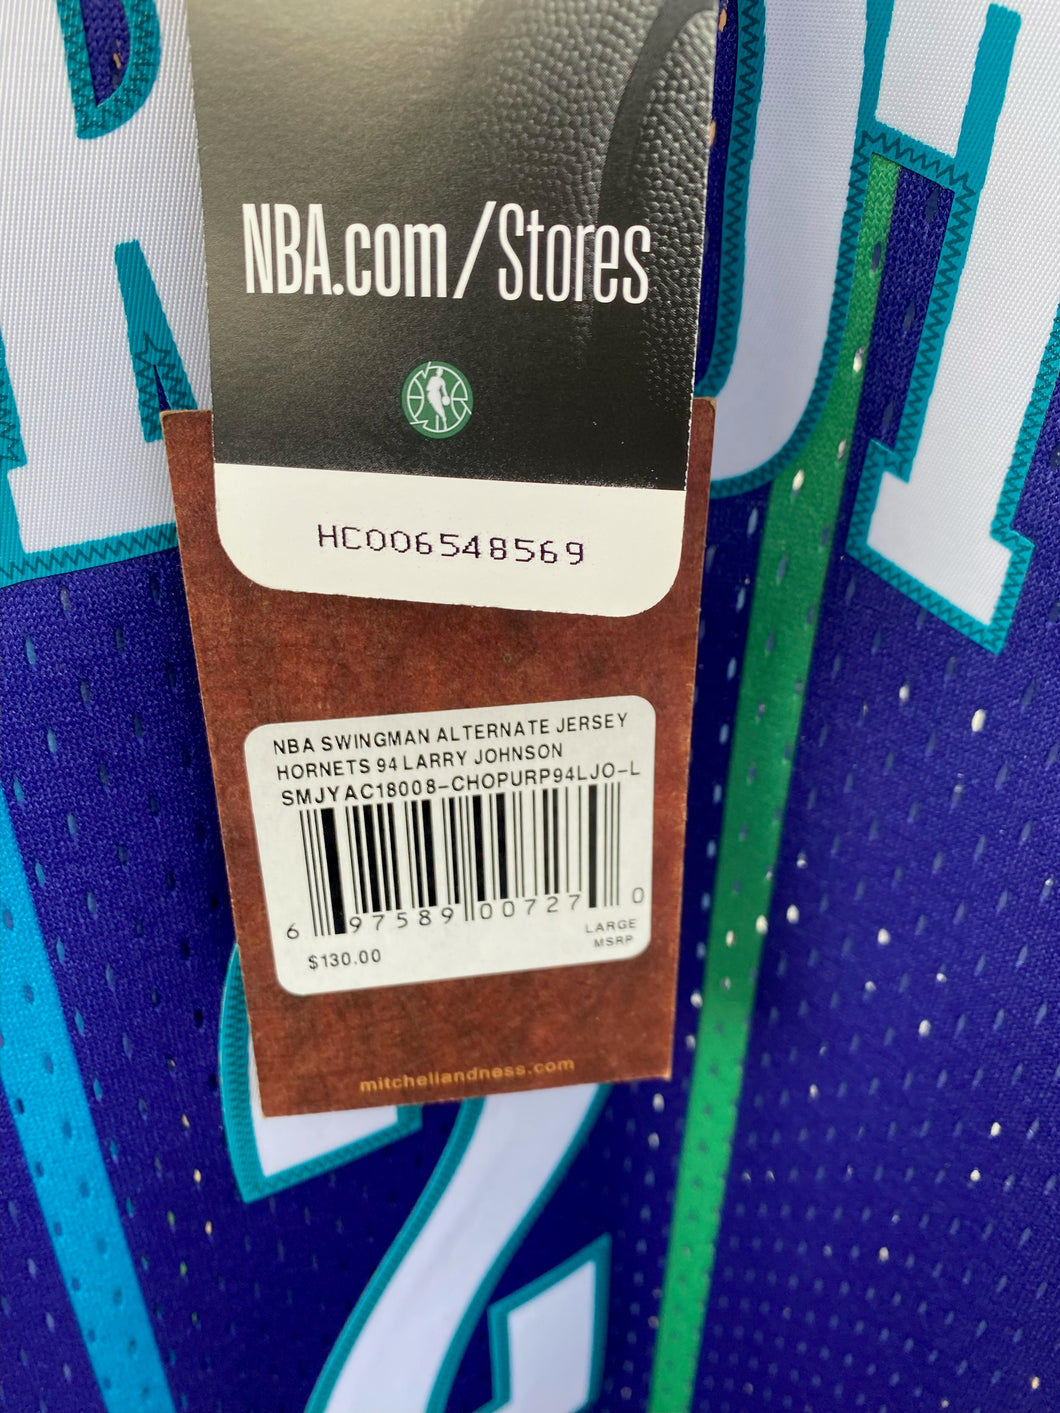 NBA.com/Stores
HC006548569
NBA SWINGMAN ALTERNATE JERSEY
HORNETS 94 LARRY JOHNSON
SMJYAC18008-CHOPURP94LJO-L
6 97589 00727 0
$130.00
LARGE
MSRP
mitchellandness.com
2